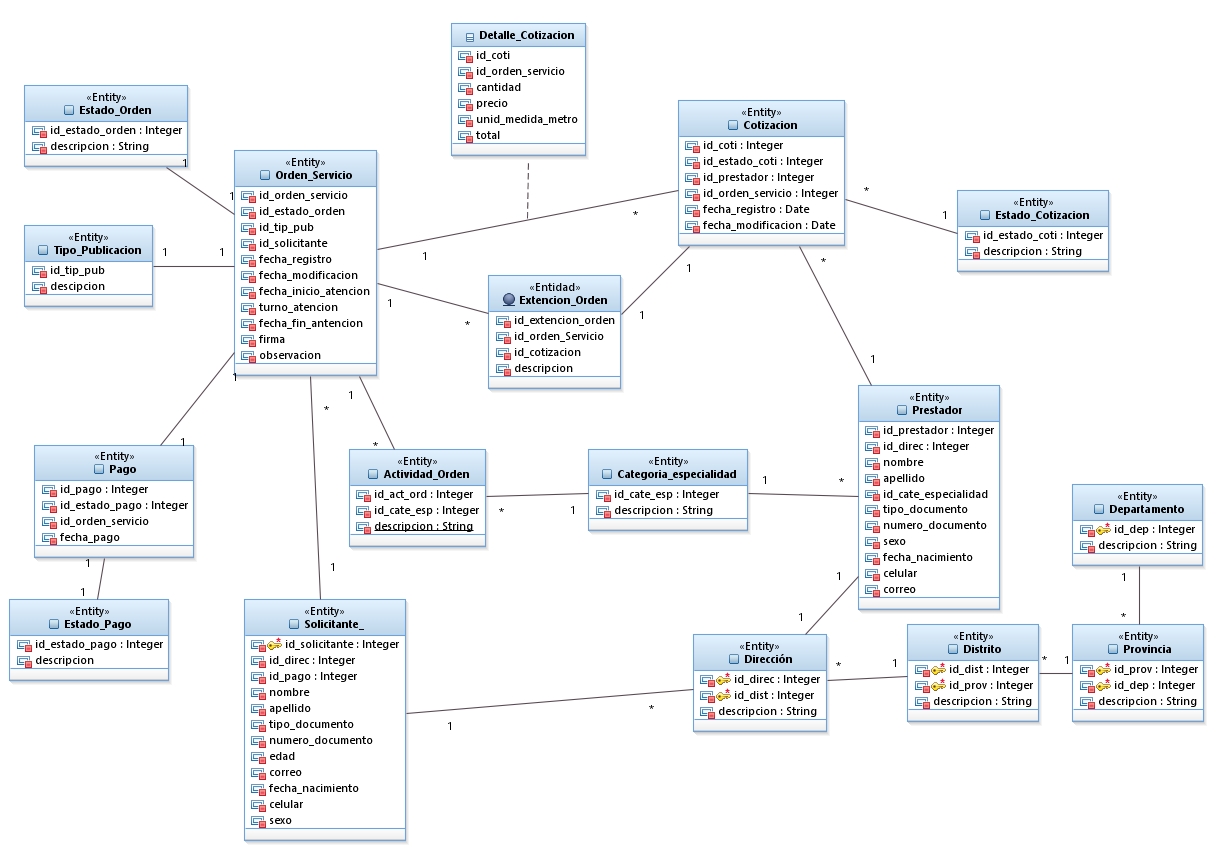 Detalle_Cotizacion
id_coti
id_orden_servicio
cantidad
precio
unid_medida_metro
total
«Entity»
Estado_Orden
id_estado_orden : Integer
descripcion : String
1
1
«Entity»
Orden_Servicio
id_orden_servicio
id_estado_orden
id_tip_pub
id_solicitante
fecha_registro
fecha_modificacion
fecha_inicio_atencion
turno_atencion
fecha_fin_antencion
firma
observacion
«Entity»
Cotizacion
id_coti : Integer
id_estado_coti : Integer
id_prestador : Integer
id_orden_servicio : Integer
fecha_registro : Date
fecha_modificacion : Date
*
1
«Entity»
Estado_Cotizacion
id_estado_coti : Integer
descripcion : String
«Entity»
Tipo_Publicacion
id_tip_pub
descipcion
1
1
1
*
«Entidad»
Extencion_Orden
id_extencion_orden
id_orden_Servicio
id_cotizacion
descripcion
1
*
1
1
*
1
«Entity»
Prestador
id_prestador : Integer
id_direc : Integer
nombre
apellido
id_cate_especialidad
tipo_documento
numero_documento
sexo
fecha_nacimiento
celular
correo
1
1
«Entity»
Pago
id_pago : Integer
id_estado_pago : Integer
id_orden_servicio
fecha_pago
*
1
1
*
«Entity»
Actividad_Orden
id_act_ord : Integer
id_cate_esp : Integer
descripcion : String
*
1
«Entity»
Categoria_especialidad
id_cate_esp : Integer
descripcion : String
1
*
«Entity»
Departamento
id_dep : Integer
descripcion : String
1
*
1
1
«Entity»
Estado_Pago
id_estado_pago : Integer
descripcion
«Entity»
Solicitante_
id_solicitante : Integer
id_direc : Integer
id_pago : Integer
nombre
apellido
tipo_documento
numero_documento
edad
correo
fecha_nacimiento
celular
sexo
1
*
1
1
«Entity»
Dirección
id_direc : Integer
id_dist : Integer
descripcion : String
*
1
«Entity»
Distrito
id_dist : Integer
id_prov : Integer
descripcion : String
*
1
«Entity»
Provincia
id_prov : Integer
id_dep : Integer
descripcion : String